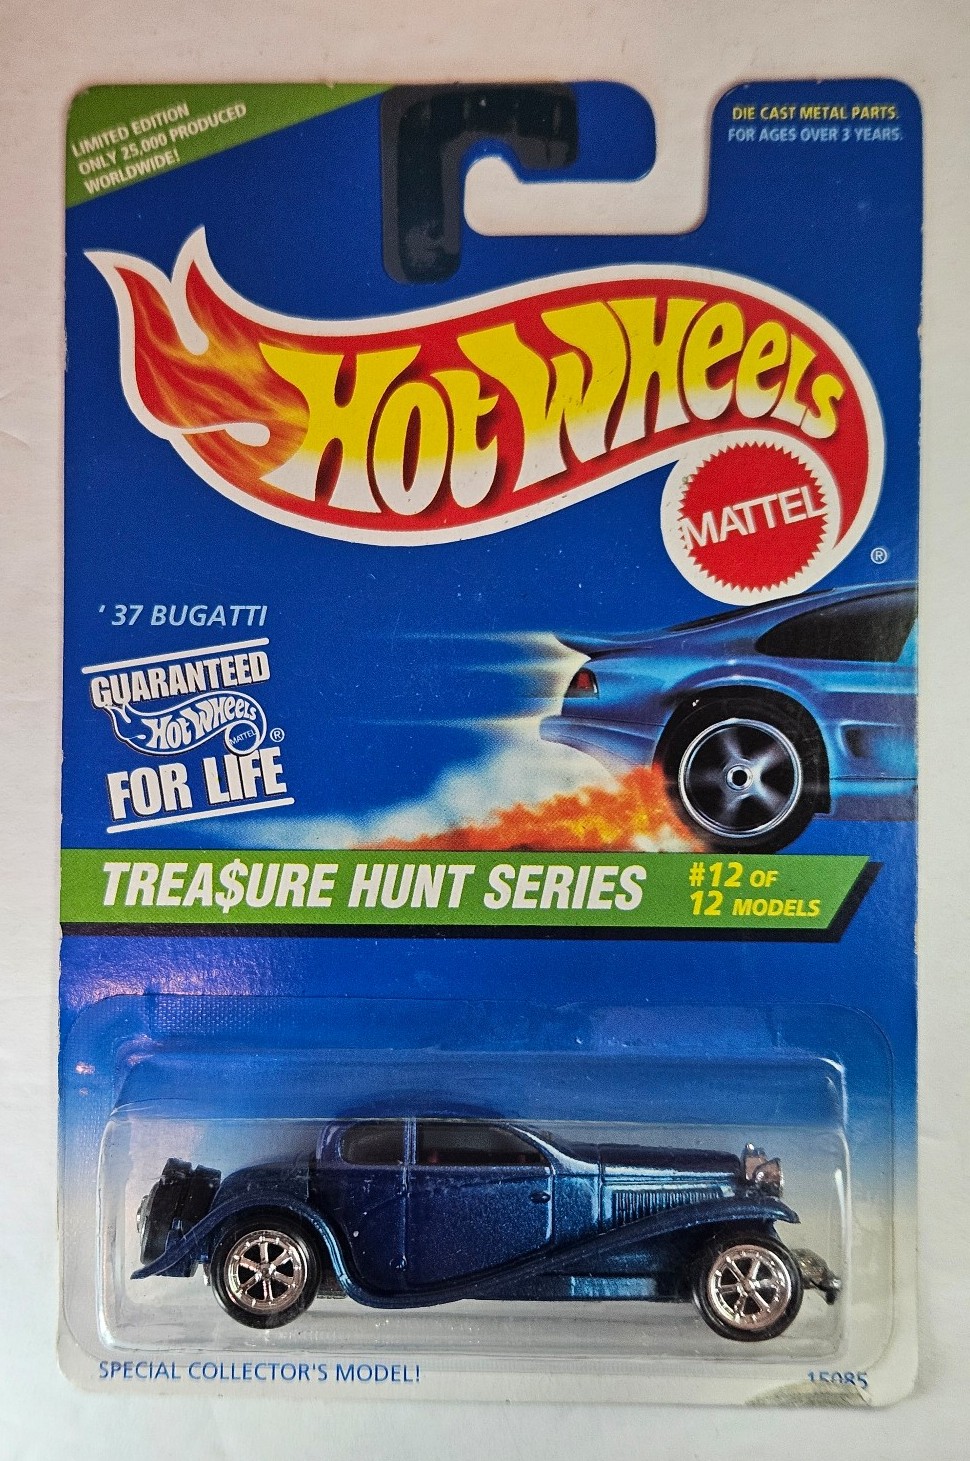 LIMITED EDITION
ONLY 25,000 PRODUCED
WORLDWIDE!
DIE CAST METAL PARTS.
FOR AGES OVER 3 YEARS.
HOT WHEELS
MATTEL
®
' 37 BUGATTI
GUARANTEED
HOT WHEELS
MATTEL
®
FOR LIFE
TREA$URE HUNT SERIES
#12 OF
12 MODELS
SPECIAL COLLECTOR'S MODEL!
15085